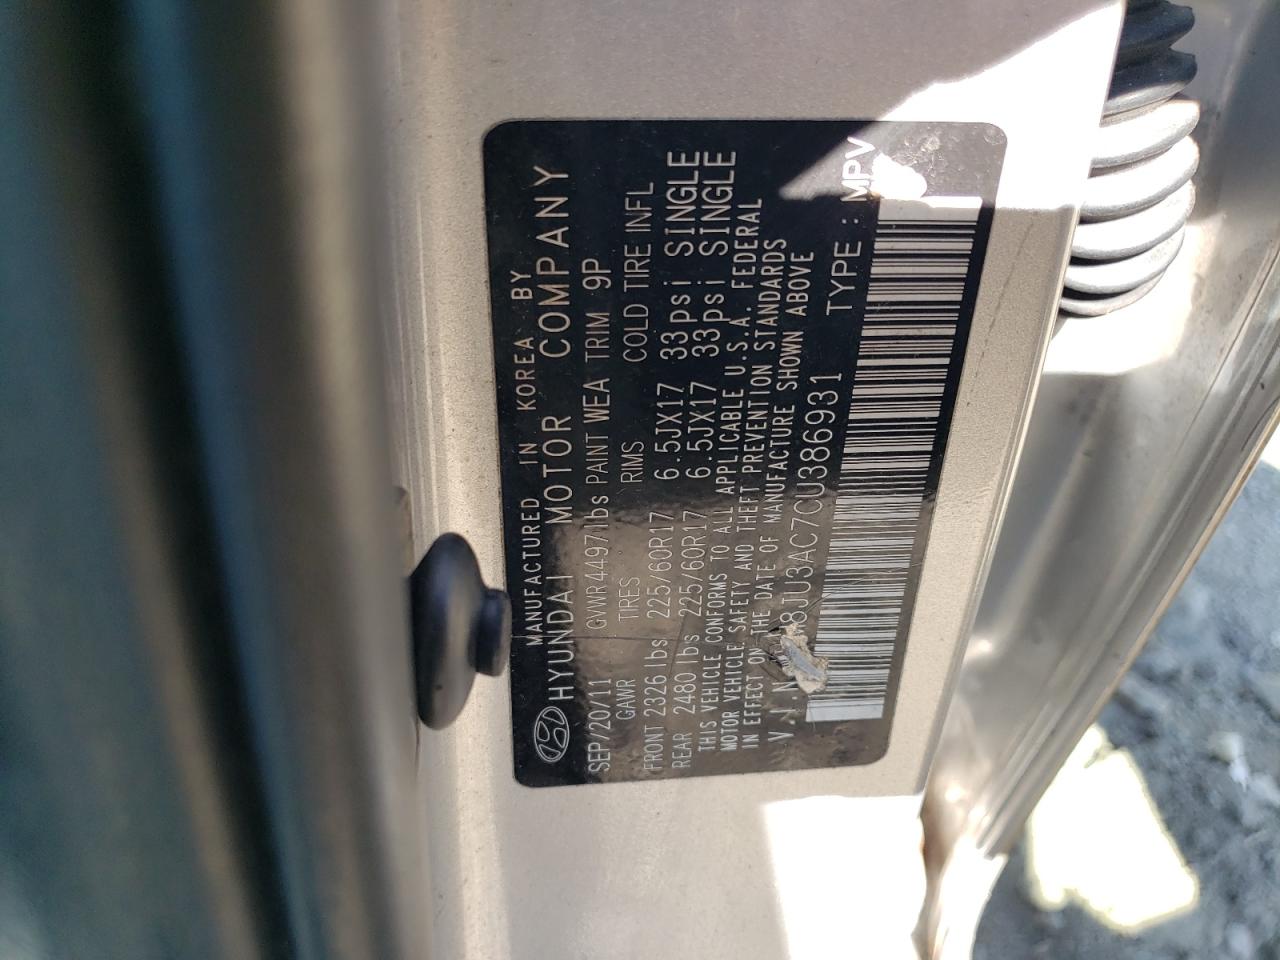 MANUFACTURED IN KOREA BY
HYUNDAI MOTOR COMPANY
SEP/20/11 GVWR 4497lbs PAINT WEA TRIM 9P
GAWR TIRES RIMS COLD TIRE INFL
FRONT 2326 lbs 225/60R17 6.5JX17 33psi SINGLE
REAR 2480 lbs 225/60R17 6.5JX17 33psi SINGLE
THIS VEHICLE CONFORMS TO ALL APPLICABLE U.S.A. FEDERAL
MOTOR VEHICLE SAFETY AND THEFT PREVENTION STANDARDS
IN EFFECT ON THE DATE OF MANUFACTURE SHOWN ABOVE
V.I.N 8JU3AC7CU386931 TYPE : MPV